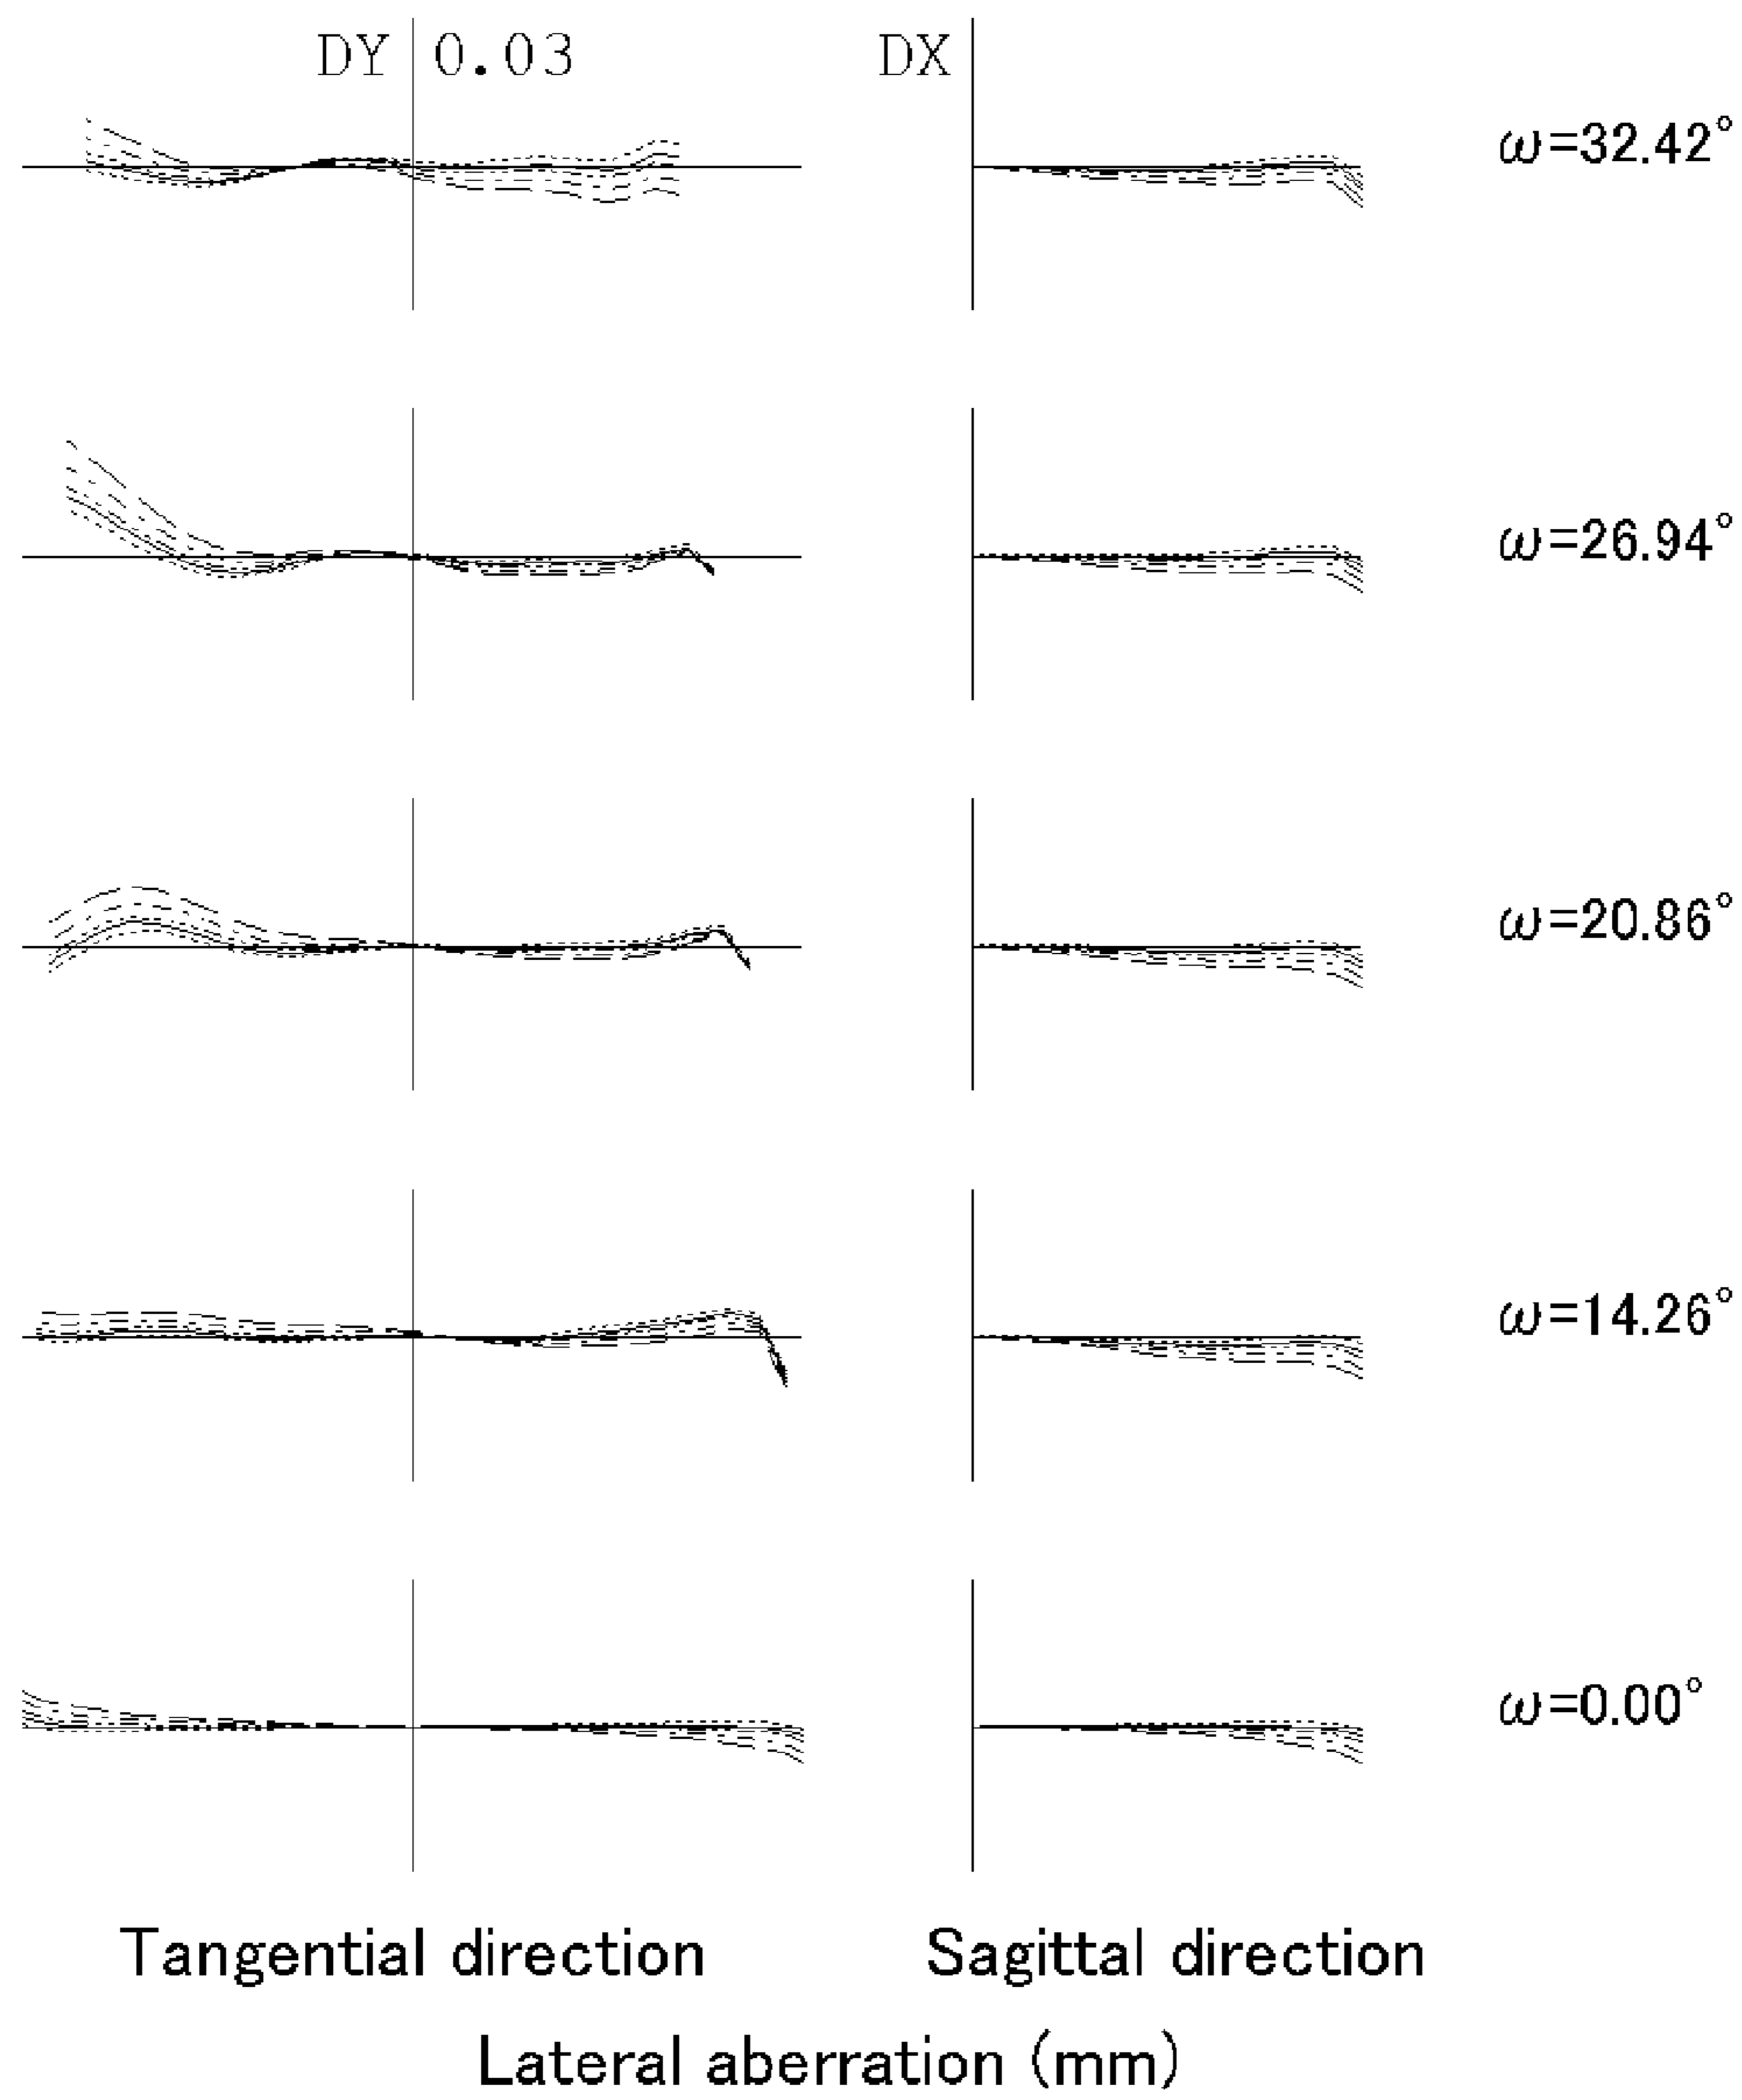 DY 0.03 DX
ω=32.42°
ω=26.94°
ω=20.86°
ω=14.26°
ω=0.00°
Tangential direction Sagittal direction
Lateral aberration (mm)